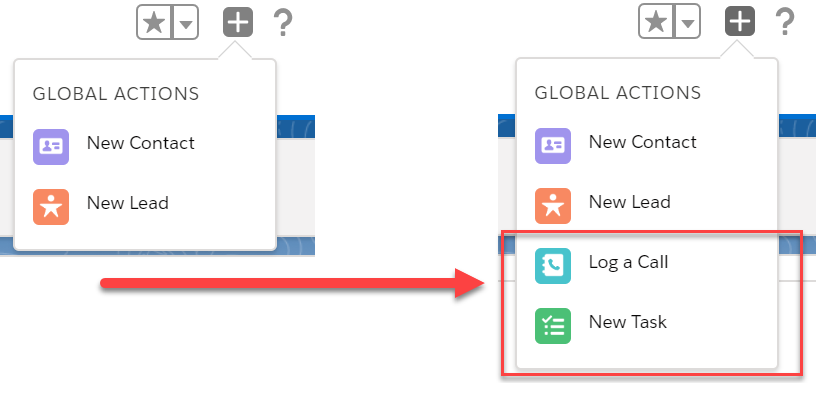 ?
GLOBAL ACTIONS
New Contact
New Lead
?
GLOBAL ACTIONS
New Contact
New Lead
Log a Call
New Task